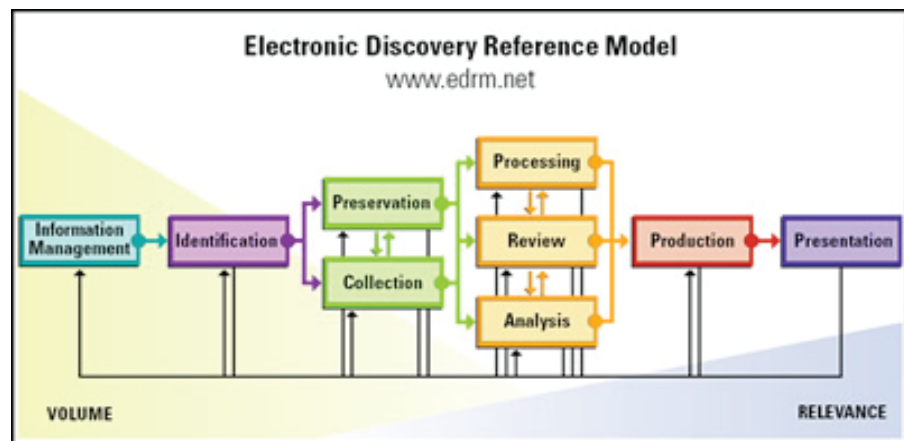 Electronic Discovery Reference Model
www.edrm.net
Information
Management
Identification
Preservation
Collection
Processing
Review
Analysis
Production
Presentation
VOLUME
RELEVANCE